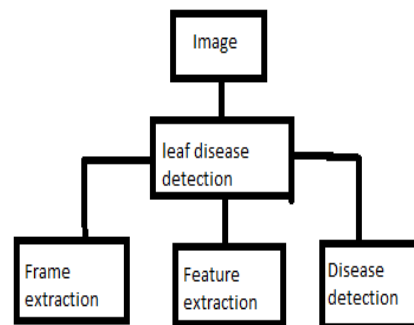 Image
leaf disease
detection
Frame
extraction
Feature
extraction
Disease
detection